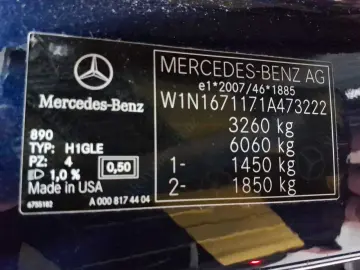 Mercedes-Benz
890
TYP: H1GLE
PZ: 4
1,0 %
0,50
Made in USA
6785182
A 000 817 44 04
MERCEDES-BENZ AG
e1*2007/46*1885
W1N1671171A473222
3260 kg
6060 kg
1- 1450 kg
2- 1850 kg